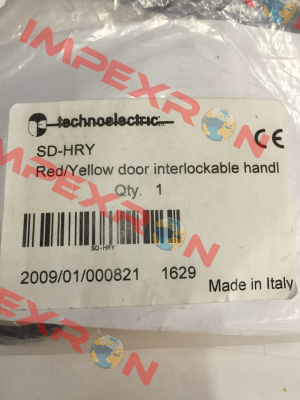 IMPEXRON
technoelectric
SD-HRY
CE
Red/Yellow door interlockable handl
Qty. 1
SD-HRY
2009/01/000821 1629
Made in Italy
IMPEXRON